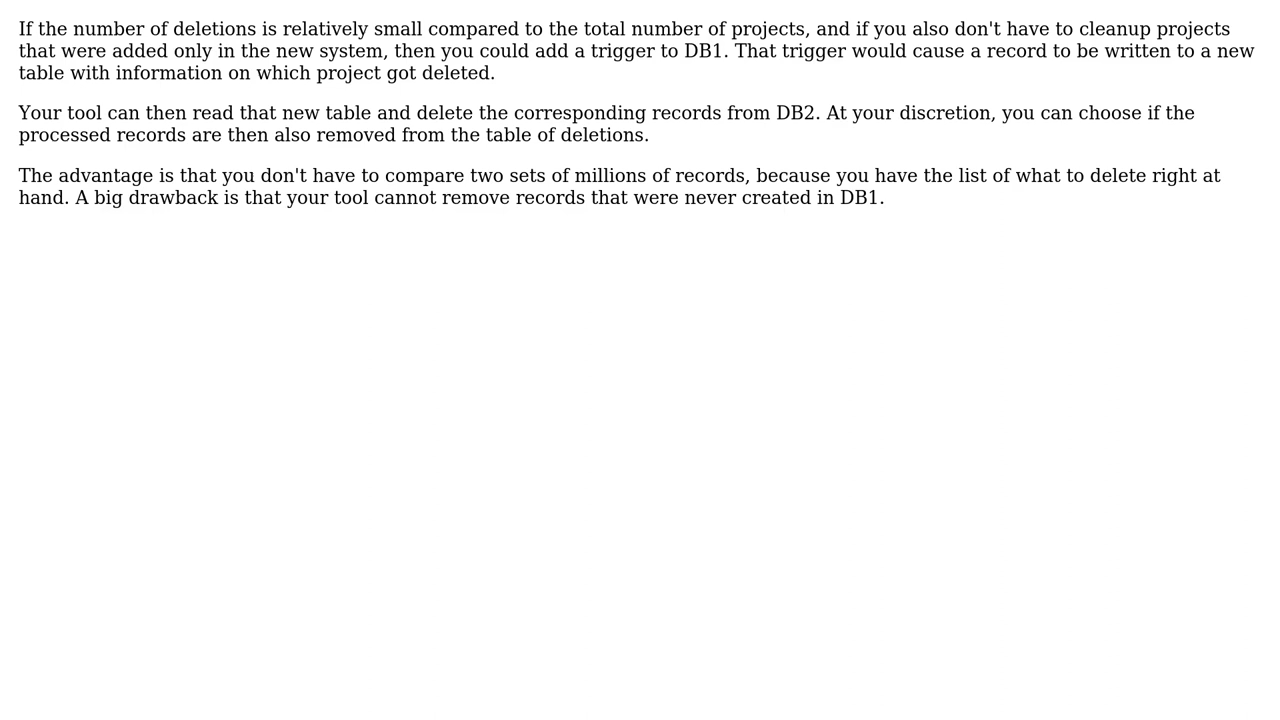 If the number of deletions is relatively small compared to the total number of projects, and if you also don't have to cleanup projects
that were added only in the new system, then you could add a trigger to DB1. That trigger would cause a record to be written to a new
table with information on which project got deleted.
Your tool can then read that new table and delete the corresponding records from DB2. At your discretion, you can choose if the
processed records are then also removed from the table of deletions.
The advantage is that you don't have to compare two sets of millions of records, because you have the list of what to delete right at
hand. A big drawback is that your tool cannot remove records that were never created in DB1.